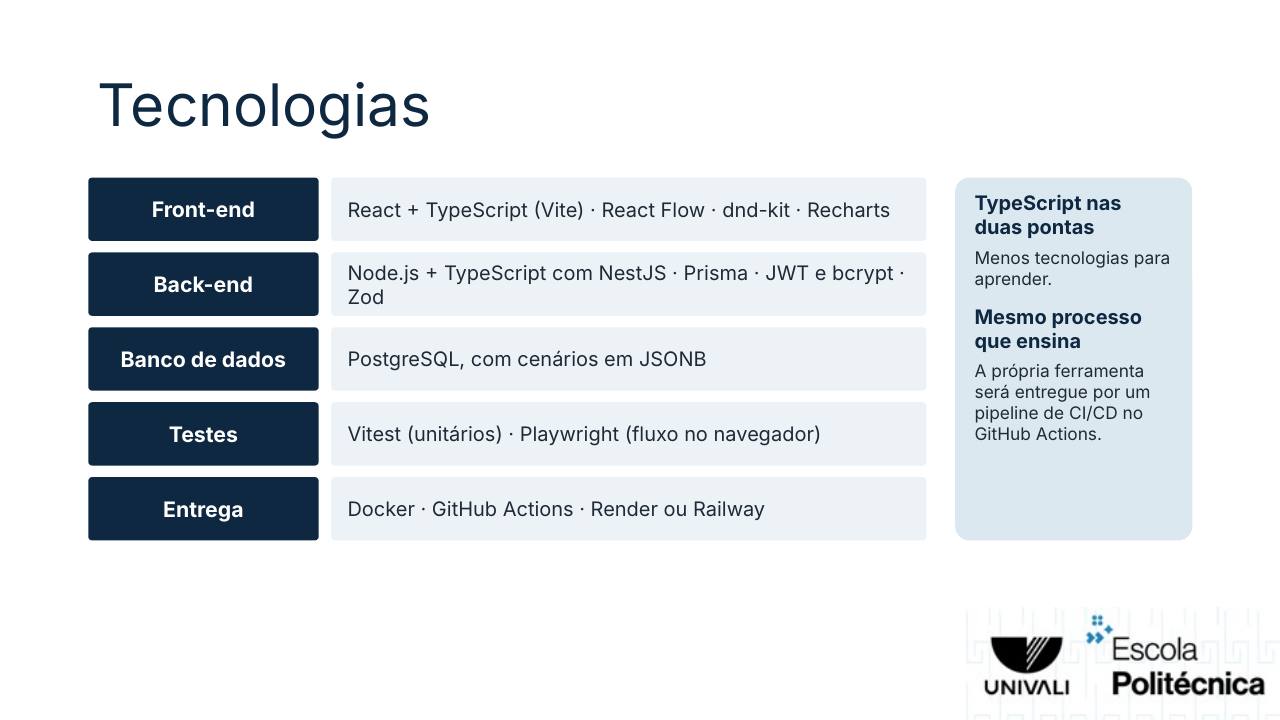 Tecnologias
Front-end
React + TypeScript (Vite) · React Flow · dnd-kit · Recharts
Back-end
Node.js + TypeScript com NestJS · Prisma · JWT e bcrypt ·
Zod
Banco de dados
PostgreSQL, com cenários em JSONB
Testes
Vitest (unitários) · Playwright (fluxo no navegador)
Entrega
Docker · GitHub Actions · Render ou Railway
TypeScript nas
duas pontas
Menos tecnologias para
aprender.
Mesmo processo
que ensina
A própria ferramenta
será entregue por um
pipeline de CI/CD no
GitHub Actions.
UNIVALI
Escola
Politécnica